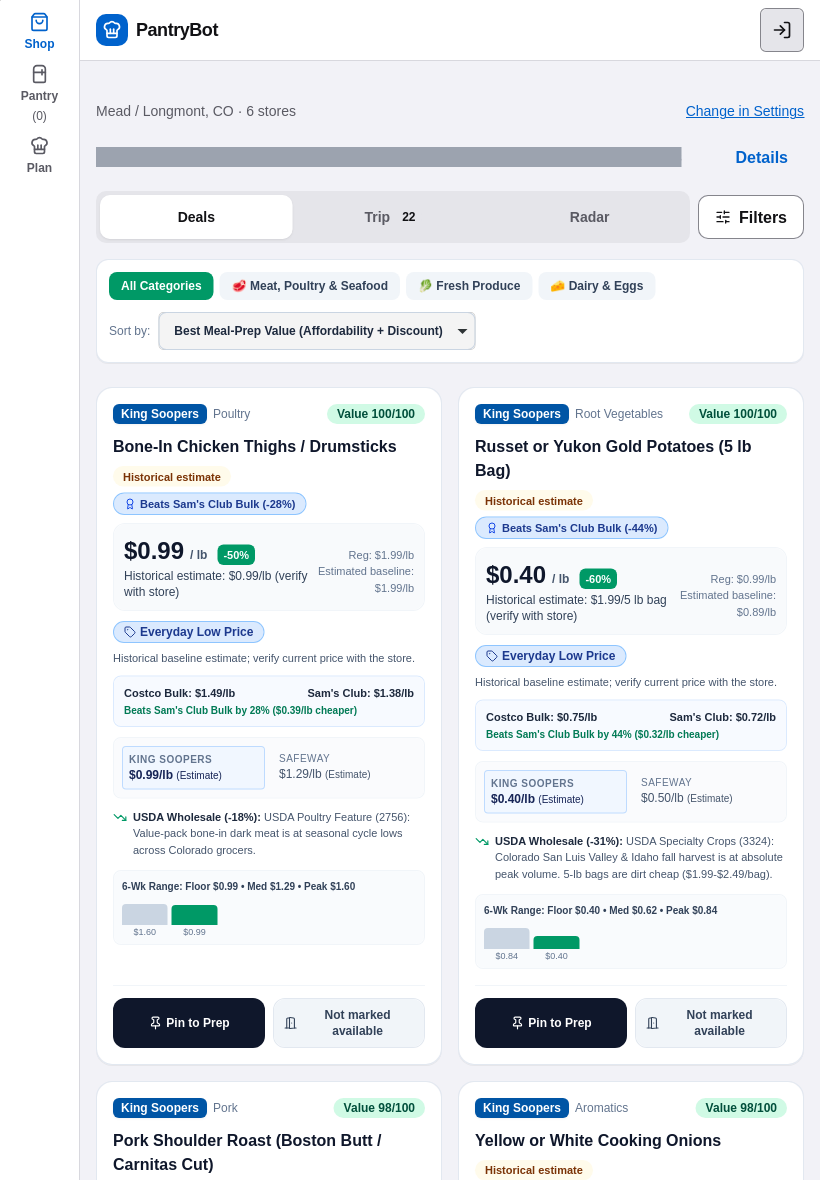 PantryBot
Shop
Pantry
(0)
Plan
Mead / Longmont, CO · 6 stores
Change in Settings
Details
Deals
Trip 22
Radar
Filters
All Categories
🥩 Meat, Poultry & Seafood
🥬 Fresh Produce
🧀 Dairy & Eggs
Sort by:
Best Meal-Prep Value (Affordability + Discount)
King Soopers Poultry
Value 100/100
Bone-In Chicken Thighs / Drumsticks
Historical estimate
Beats Sam's Club Bulk (-28%)
$0.99 / lb -50%
Historical estimate: $0.99/lb (verify
with store)
Reg: $1.99/lb
Estimated baseline:
$1.99/lb
Everyday Low Price
Historical baseline estimate; verify current price with the store.
Costco Bulk: $1.49/lb
Sam's Club: $1.38/lb
Beats Sam's Club Bulk by 28% ($0.39/lb cheaper)
KING SOOPERS
$0.99/lb (Estimate)
SAFEWAY
$1.29/lb (Estimate)
USDA Wholesale (-18%): USDA Poultry Feature (2756):
Value-pack bone-in dark meat is at seasonal cycle lows
across Colorado grocers.
6-Wk Range: Floor $0.99 • Med $1.29 • Peak $1.60
$1.60
$0.99
Pin to Prep
Not marked
available
King Soopers Root Vegetables
Value 100/100
Russet or Yukon Gold Potatoes (5 lb
Bag)
Historical estimate
Beats Sam's Club Bulk (-44%)
$0.40 / lb -60%
Historical estimate: $1.99/5 lb bag
(verify with store)
Reg: $0.99/lb
Estimated baseline:
$0.89/lb
Everyday Low Price
Historical baseline estimate; verify current price with the store.
Costco Bulk: $0.75/lb
Sam's Club: $0.72/lb
Beats Sam's Club Bulk by 44% ($0.32/lb cheaper)
KING SOOPERS
$0.40/lb (Estimate)
SAFEWAY
$0.50/lb (Estimate)
USDA Wholesale (-31%): USDA Specialty Crops (3324):
Colorado San Luis Valley & Idaho fall harvest is at absolute
peak volume. 5-lb bags are dirt cheap ($1.99-$2.49/bag).
6-Wk Range: Floor $0.40 • Med $0.62 • Peak $0.84
$0.84
$0.40
Pin to Prep
Not marked
available
King Soopers Pork
Value 98/100
Pork Shoulder Roast (Boston Butt /
Carnitas Cut)
King Soopers Aromatics
Value 98/100
Yellow or White Cooking Onions
Historical estimate